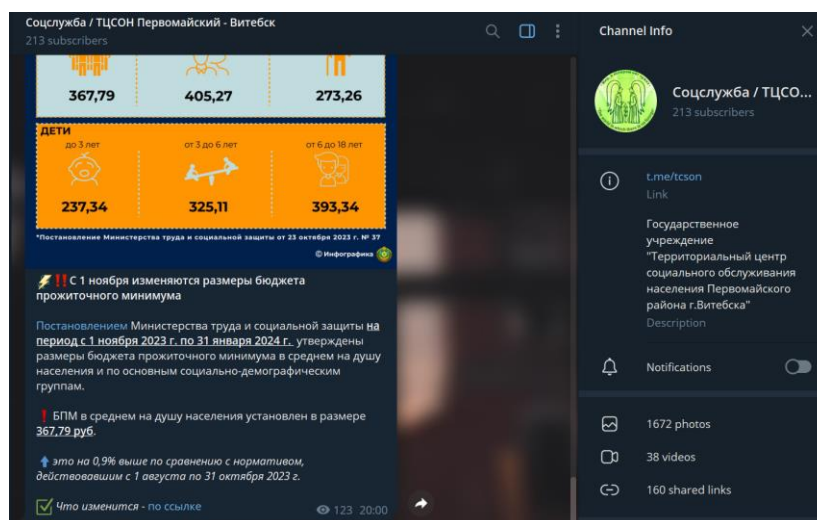 Соцслужба / ТЦСОН Первомайский - Витебск
213 subscribers
367,79
405,27
273,26
ДЕТИ
до 3 лет
от 3 до 6 лет
от 6 до 18 лет
237,34
325,11
393,34
*Постановление Министерства труда и социальной защиты от 23 октября 2023 г. № 37
© Инфографика
⚡‼️С 1 ноября изменяются размеры бюджета
прожиточного минимума
Постановлением Министерства труда и социальной защиты на
период с 1 ноября 2023 г. по 31 января 2024 г. утверждены
размеры бюджета прожиточного минимума в среднем на душу
населения и по основным социально-демографическим
группам.
❗ БПМ в среднем на душу населения установлен в размере
367,79 руб.
это на 0,9% выше по сравнению с нормативом,
действовавшим с 1 августа по 31 октября 2023 г.
Что изменится - по ссылке
123 20:00
Channel Info
Соцслужба / ТЦСО...
213 subscribers
t.me/tcson
Link
Государственное
учреждение
"Территориальный центр
социального обслуживания
населения Первомайского
района г.Витебска"
Description
Notifications
1672 photos
38 videos
160 shared links